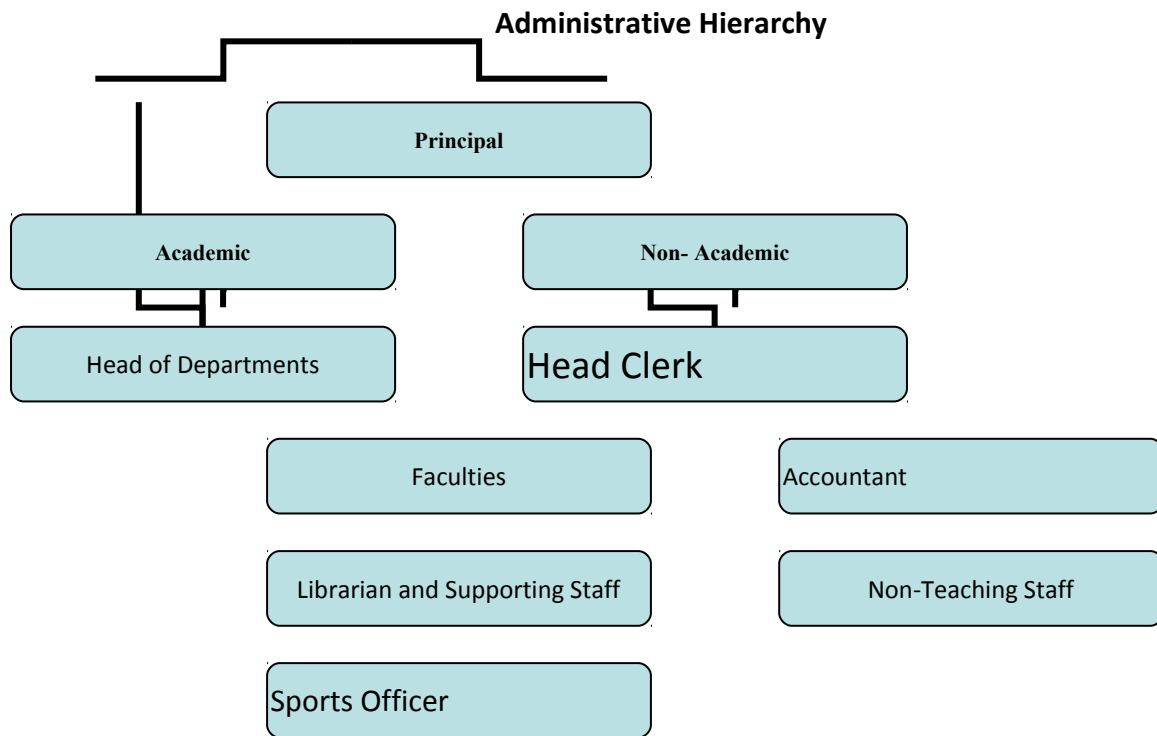 Administrative Hierarchy
Principal
Academic
Non- Academic
Head of Departments
Head Clerk
Faculties
Accountant
Librarian and Supporting Staff
Non-Teaching Staff
Sports Officer